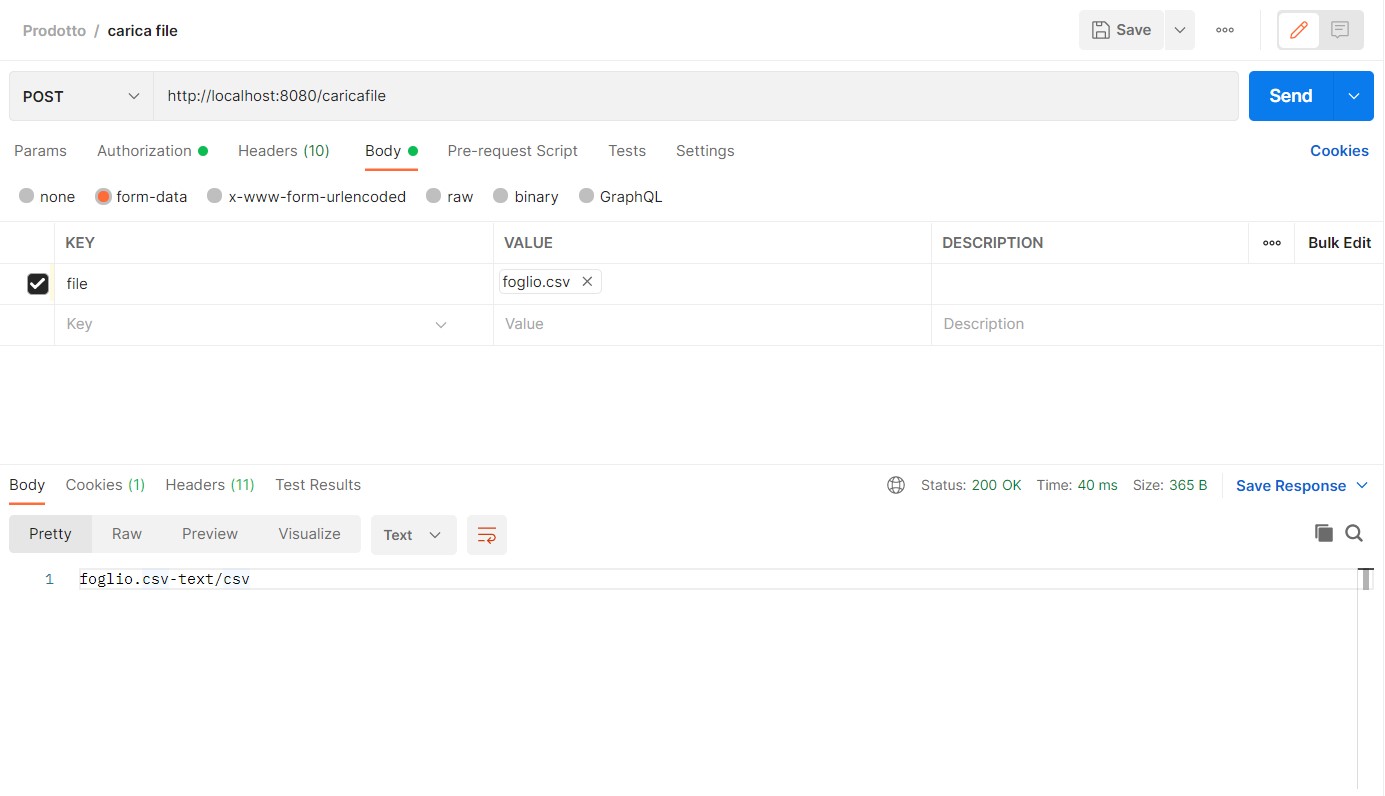 Prodotto / carica file
Save
POST
http://localhost:8080/caricafile
Send
Params Authorization Headers (10) Body Pre-request Script Tests Settings Cookies
none form-data x-www-form-urlencoded raw binary GraphQL
KEY VALUE DESCRIPTION Bulk Edit
file foglio.csv
Key Value Description
Body Cookies (1) Headers (11) Test Results Status: 200 OK Time: 40 ms Size: 365 B Save Response
Pretty Raw Preview Visualize Text
1 foglio.csv-text/csv